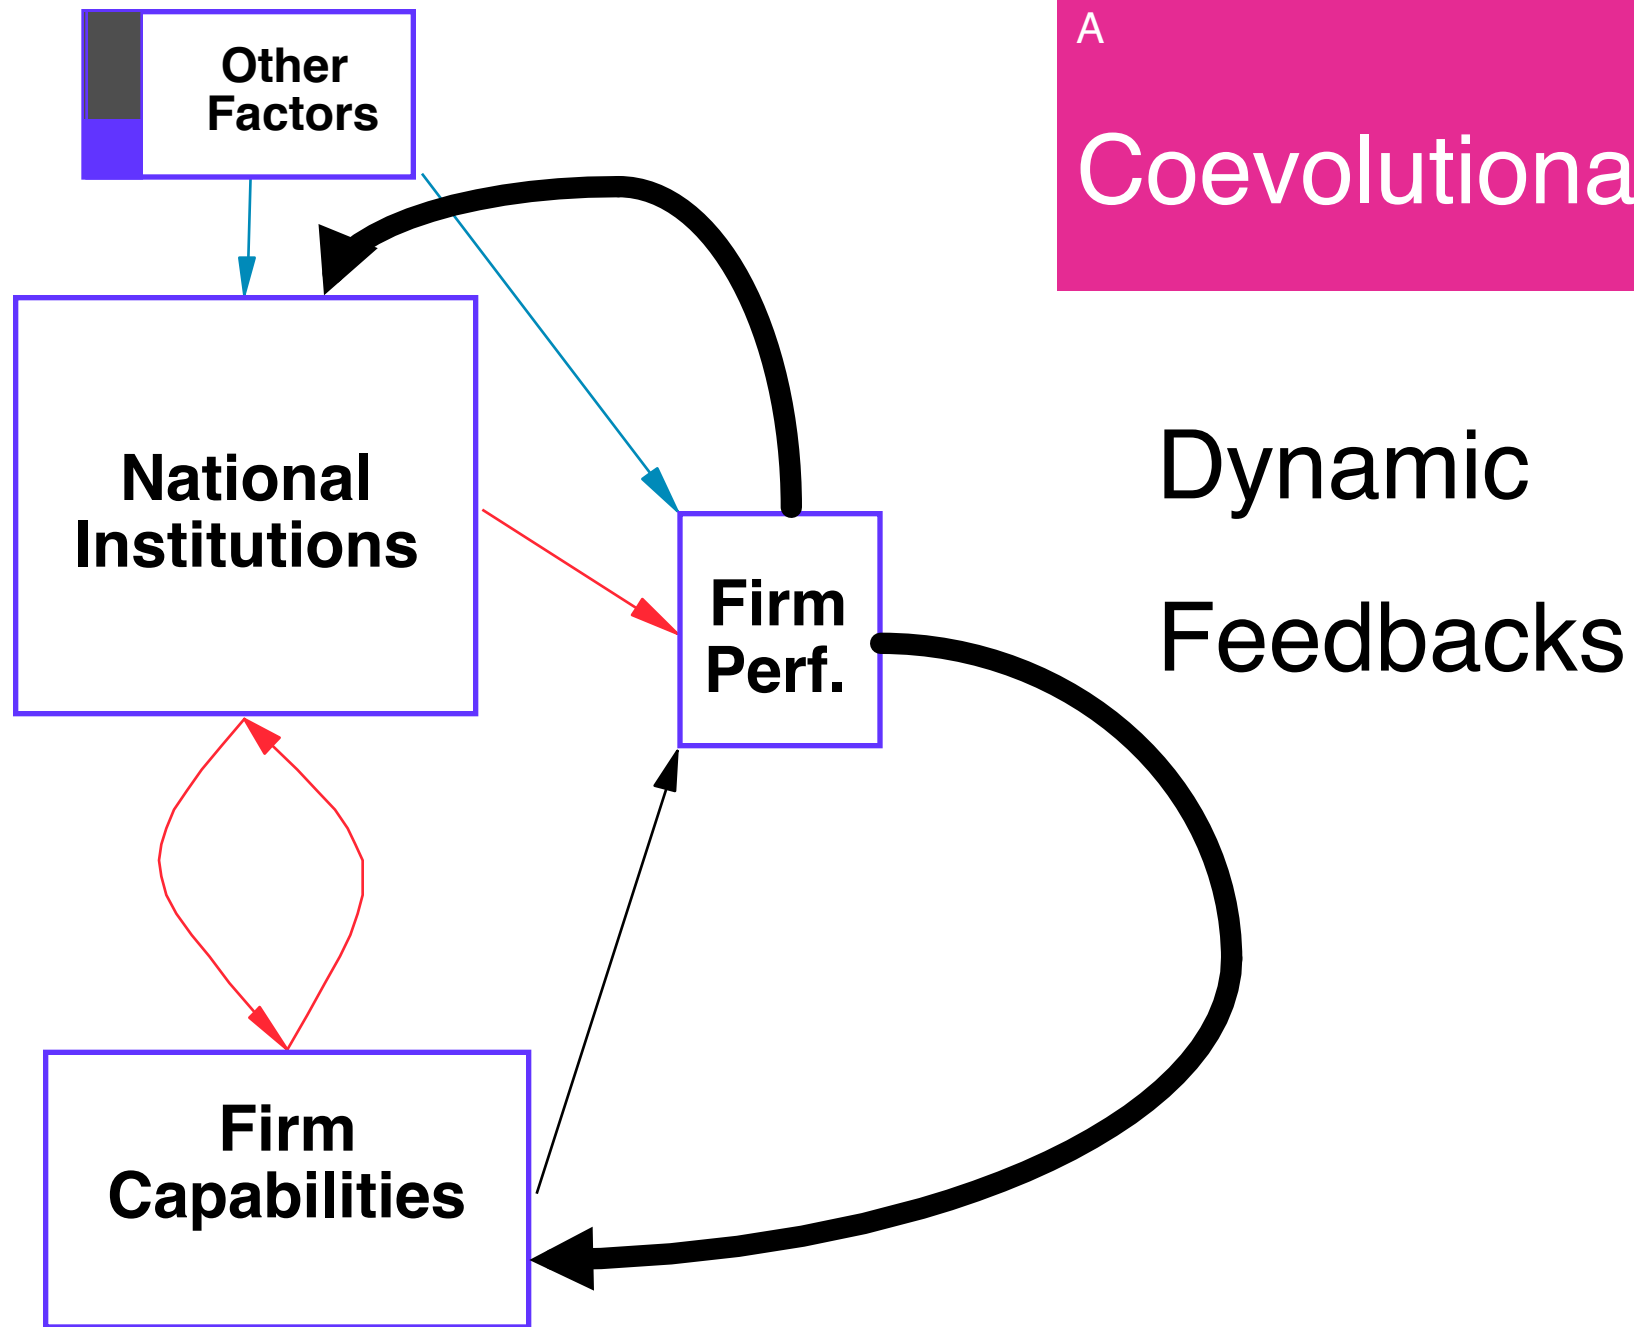 A
Coevolutiona
Other
Factors
National
Institutions
Firm
Perf.
Firm
Capabilities
Dynamic
Feedbacks